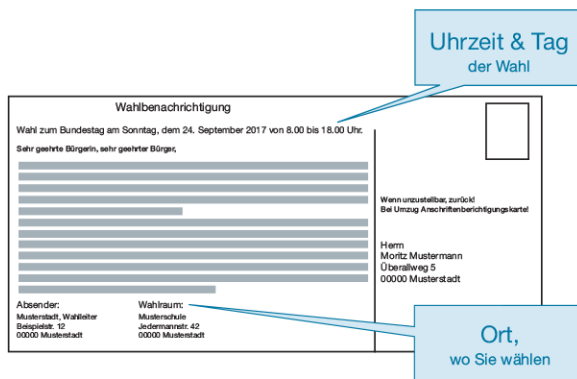 Uhrzeit & Tag
der Wahl
Wahlbenachrichtigung
Wahl zum Bundestag am Sonntag, dem 24. September 2017 von 8.00 bis 18.00 Uhr.
Sehr geehrte Bürgerin, sehr geehrter Bürger,
Wenn unzustellbar, zurück!
Bei Umzug Anschriftenberichtigungskarte!
Herrn
Moritz Mustermann
Überallweg 5
00000 Musterstadt
Absender:
Musterstadt, Wahlleiter
Beispielstr. 12
00000 Musterstadt
Wahlraum:
Musterschule
Jedermannstr. 42
00000 Musterstadt
Ort,
wo Sie wählen